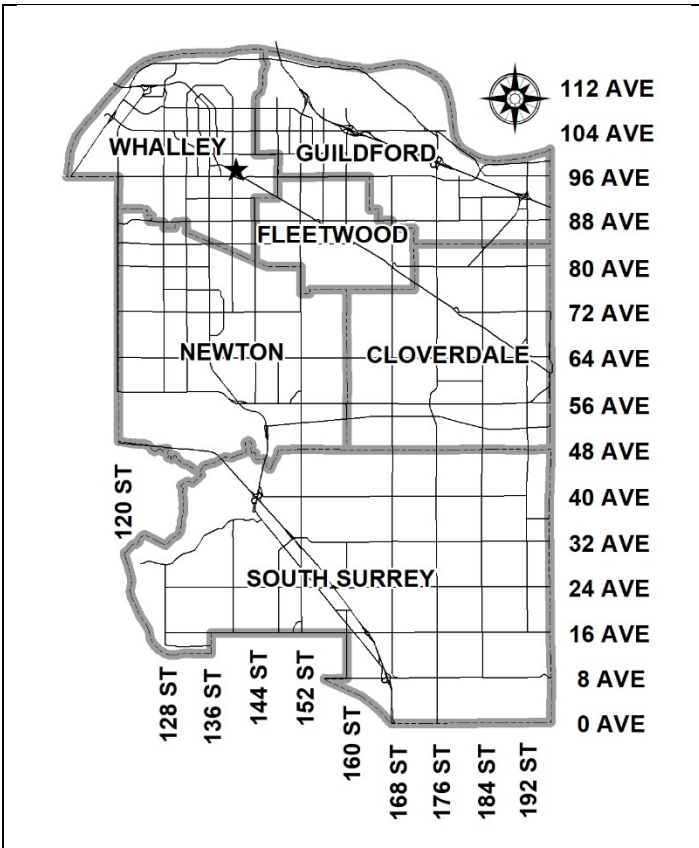 112 AVE
104 AVE
WHALLEY
GUILDFORD
96 AVE
88 AVE
FLEETWOOD
80 AVE
72 AVE
NEWTON
CLOVERDALE
64 AVE
56 AVE
48 AVE
120 ST
40 AVE
32 AVE
SOUTH SURREY
24 AVE
16 AVE
128 ST
136 ST
144 ST
152 ST
160 ST
8 AVE
0 AVE
168 ST
176 ST
184 ST
192 ST